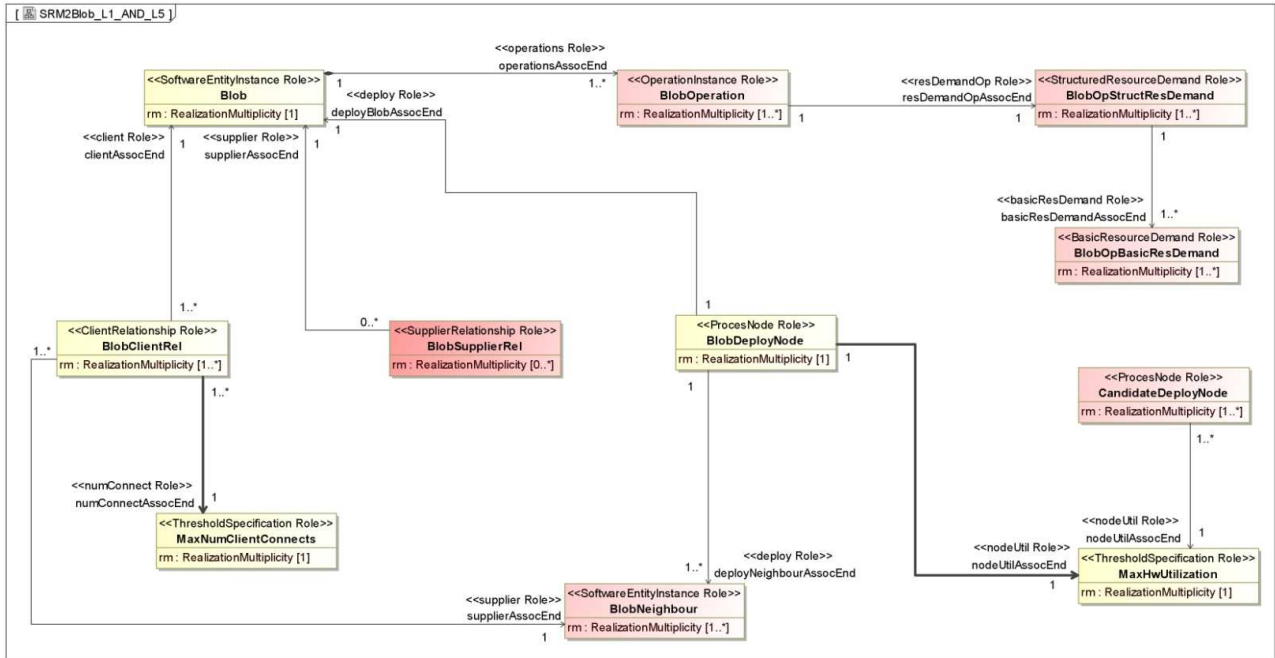 [ SRM2Blob_L1_AND_L5 ]
<<operations Role>>
operationsAssocEnd
1
1..*
<<SoftwareEntityInstance Role>>
Blob
rm : RealizationMultiplicity [1]
<<deploy Role>>
deployBlobAssocEnd
1
<<OperationInstance Role>>
BlobOperation
rm : RealizationMultiplicity [1..*]
<<resDemandOp Role>>
resDemandOpAssocEnd
1
1
<<StructuredResourceDemand Role>>
BlobOpStructResDemand
rm : RealizationMultiplicity [1..*]
<<client Role>>
clientAssocEnd
1
<<supplier Role>>
supplierAssocEnd
1
1
<<basicResDemand Role>>
basicResDemandAssocEnd
1..*
<<BasicResourceDemand Role>>
BlobOpBasicResDemand
rm : RealizationMultiplicity [1..*]
1..*
0..*
1
<<ClientRelationship Role>>
BlobClientRel
rm : RealizationMultiplicity [1..*]
1..*
1..*
<<SupplierRelationship Role>>
BlobSupplierRel
rm : RealizationMultiplicity [0..*]
<<ProcesNode Role>>
BlobDeployNode
rm : RealizationMultiplicity [1]
1
1
<<ProcesNode Role>>
CandidateDeployNode
rm : RealizationMultiplicity [1..*]
1..*
<<numConnect Role>>
numConnectAssocEnd
1
<<ThresholdSpecification Role>>
MaxNumClientConnects
rm : RealizationMultiplicity [1]
<<nodeUtil Role>>
nodeUtilAssocEnd
1
<<nodeUtil Role>>
nodeUtilAssocEnd
1
<<ThresholdSpecification Role>>
MaxHwUtilization
rm : RealizationMultiplicity [1]
<<deploy Role>>
deployNeighbourAssocEnd
1..*
<<supplier Role>>
supplierAssocEnd
1
<<SoftwareEntityInstance Role>>
BlobNeighbour
rm : RealizationMultiplicity [1..*]